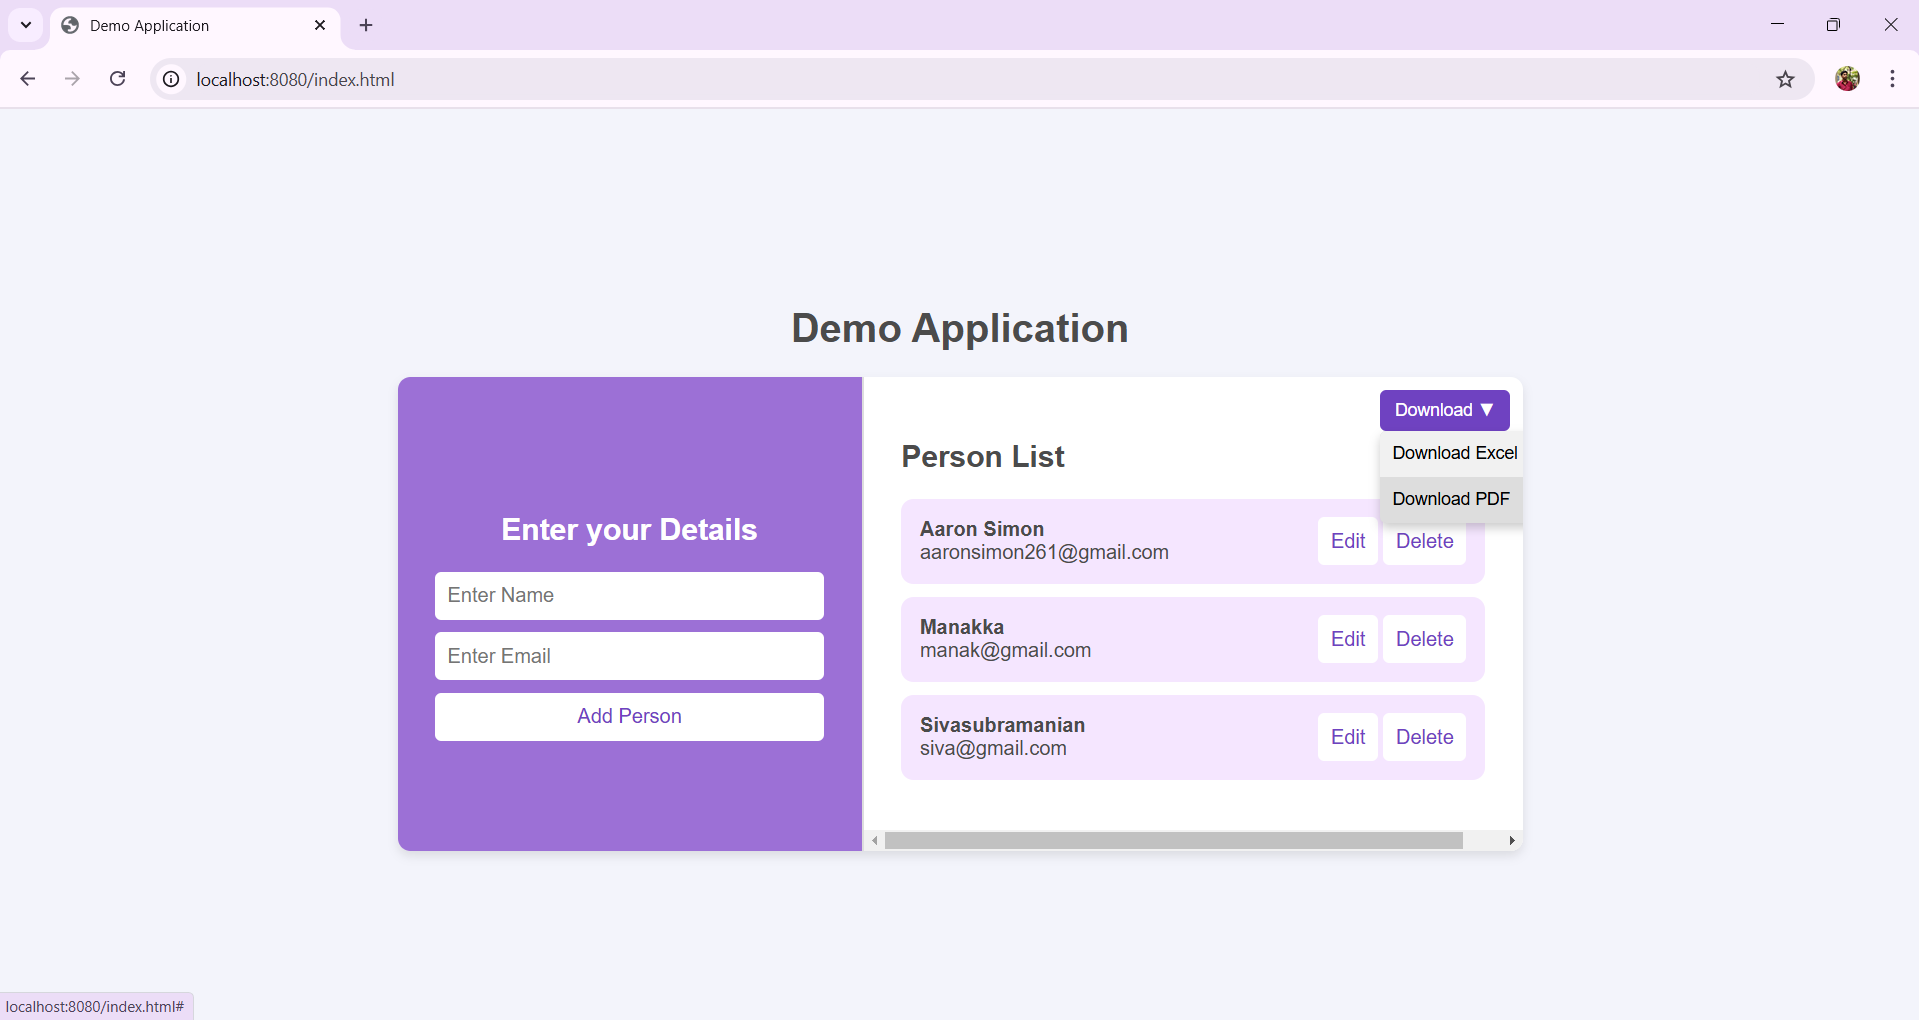 Demo Application
localhost:8080/index.html
Demo Application
Enter your Details
Enter Name
Enter Email
Add Person
Download ▼
Download Excel
Download PDF
Person List
Aaron Simon
aaronsimon261@gmail.com
Edit
Delete
Manakka
manak@gmail.com
Edit
Delete
Sivasubramanian
siva@gmail.com
Edit
Delete
localhost:8080/index.html#